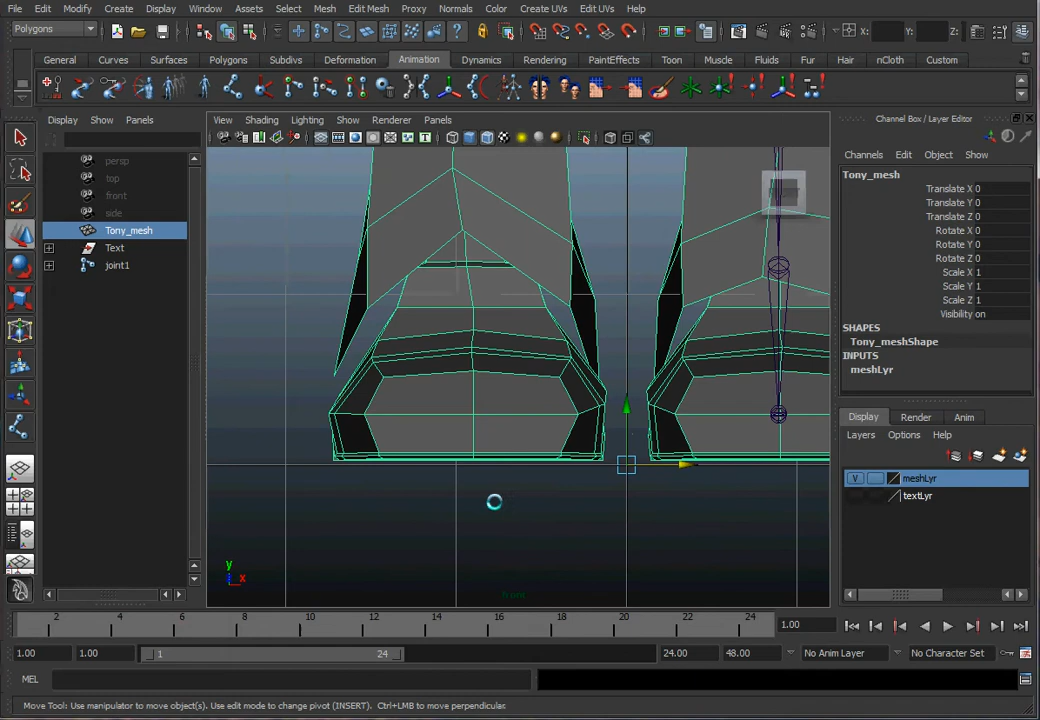 File Edit Modify Create Display Window Assets Select Mesh Edit Mesh Proxy Normals Color Create UVs Edit UVs Help
Polygons X: Y: Z:
General Curves Surfaces Polygons Subdivs Deformation Animation Dynamics Rendering PaintEffects Toon Muscle Fluids Fur Hair nCloth Custom
Display Show Panels
View Shading Lighting Show Renderer Panels
Channel Box / Layer Editor
Channels Edit Object Show
persp
top
front
side
Tony_mesh
Text
joint1
Tony_mesh
Translate X 0
Translate Y 0
Translate Z 0
Rotate X 0
Rotate Y 0
Rotate Z 0
Scale X 1
Scale Y 1
Scale Z 1
Visibility on
SHAPES
Tony_meshShape
INPUTS
meshLyr
Display Render Anim
Layers Options Help
V meshLyr
textLyr
y
x
2 4 6 8 10 12 14 16 18 20 22 24
1.00
1.00 1.00 1 24 24.00 48.00 No Anim Layer No Character Set
MEL
Move Tool: Use manipulator to move object(s). Use edit mode to change pivot (INSERT). Ctrl+LMB to move perpendicular.